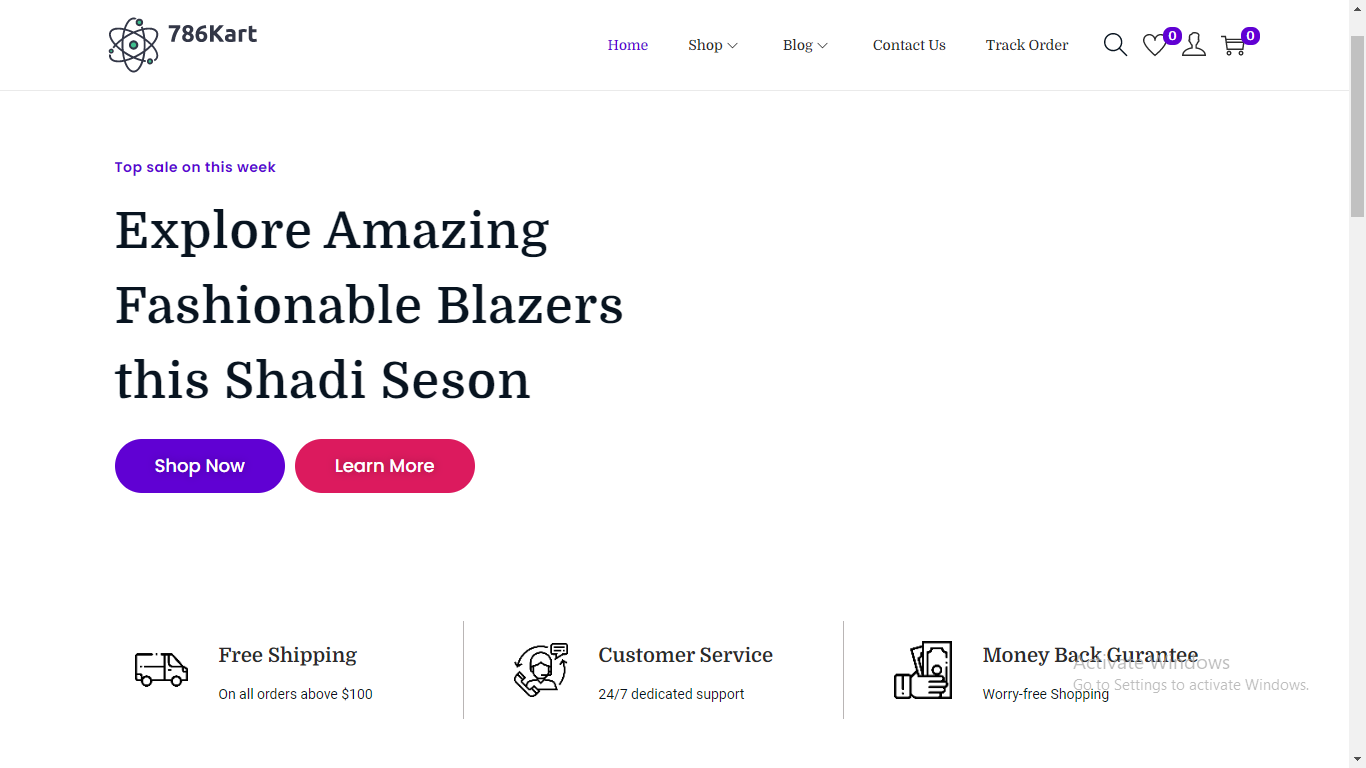 786Kart
Home Shop Blog Contact Us Track Order 0 0
Top sale on this week
Explore Amazing
Fashionable Blazers
this Shadi Seson
Shop Now Learn More
Free Shipping
On all orders above $100
Customer Service
24/7 dedicated support
Money Back Gurantee
Worry-free Shopping
Activate Windows
Go to Settings to activate Windows.